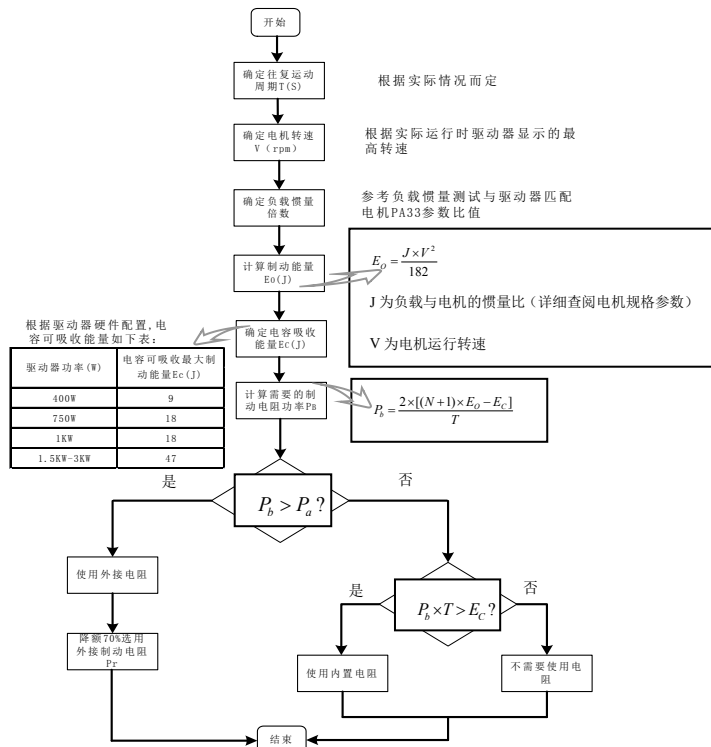 开始
确定往复运动
周期T(S)
根据实际情况而定
确定电机转速
V（rpm）
根据实际运行时驱动器显示的最
高转速
确定负载惯量
倍数
参考负载惯量测试与驱动器匹配
电机PA33参数比值
计算制动能量
Eo(J)
E_O = J×V² / 182
J 为负载与电机的惯量比（详细查阅电机规格参数）
V 为电机运行转速
根据驱动器硬件配置,电
容可吸收能量如下表:
确定电容吸收
能量Ec(J)
驱动器功率(W) 电容可吸收最大制
动能量Ec(J)
400W 9
750W 18
1KW 18
1.5KW-3KW 47
计算需要的制
动电阻功率PB
P_b = 2×[(N+1)×E_O−E_C] / T
是
否
P_b > P_a ?
使用外接电阻
是
否
P_b × T > E_C ?
降额70%选用
外接制动电阻
Pr
使用内置电阻
不需要使用电
阻
结束